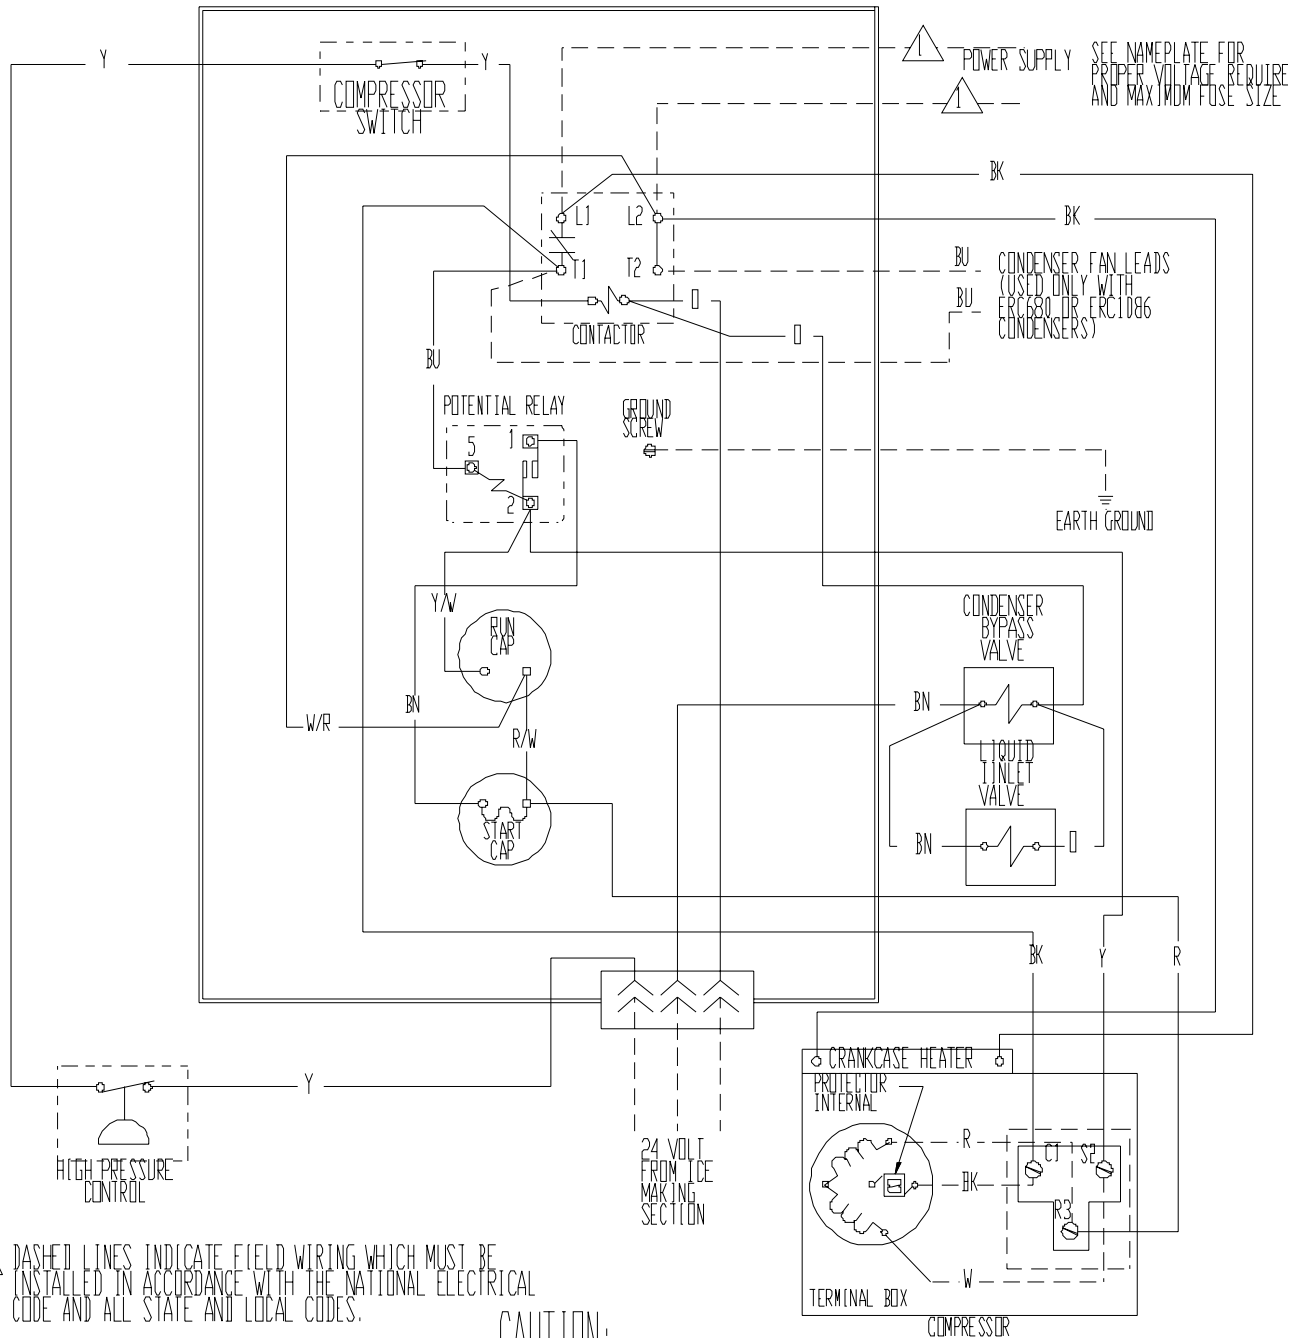 Y
COMPRESSOR
SWITCH
Y
1
POWER SUPPLY
1
SEE NAMEPLATE FOR
PROPER VOLTAGE REQUIRE
AND MAXIMUM FUSE SIZE
BK
L1
L2
BK
T1
T2
BU
BU
CONDENSER FAN LEADS
(USED ONLY WITH
ERC680 OR ERC1086
CONDENSERS)
CONTACTOR
BU
POTENTIAL RELAY
5
1
2
GROUND
SCREW
EARTH GROUND
Y/W
RUN
CAP
BN
W/R
R/W
START
CAP
CONDENSER
BYPASS
VALVE
BN
LIQUID
IINLET
VALVE
BN
BK
Y
R
Y
HIGH PRESSURE
CONTROL
24 VOLT
FROM ICE
MAKING
SECTION
CRANKCASE HEATER
PROTECTOR
INTERNAL
R
BK
W
C1
S2
R3
TERMINAL BOX
COMPRESSOR
DASHED LINES INDICATE FIELD WIRING WHICH MUST BE
INSTALLED IN ACCORDANCE WITH THE NATIONAL ELECTRICAL
CODE AND ALL STATE AND LOCAL CODES.
CAUTION: